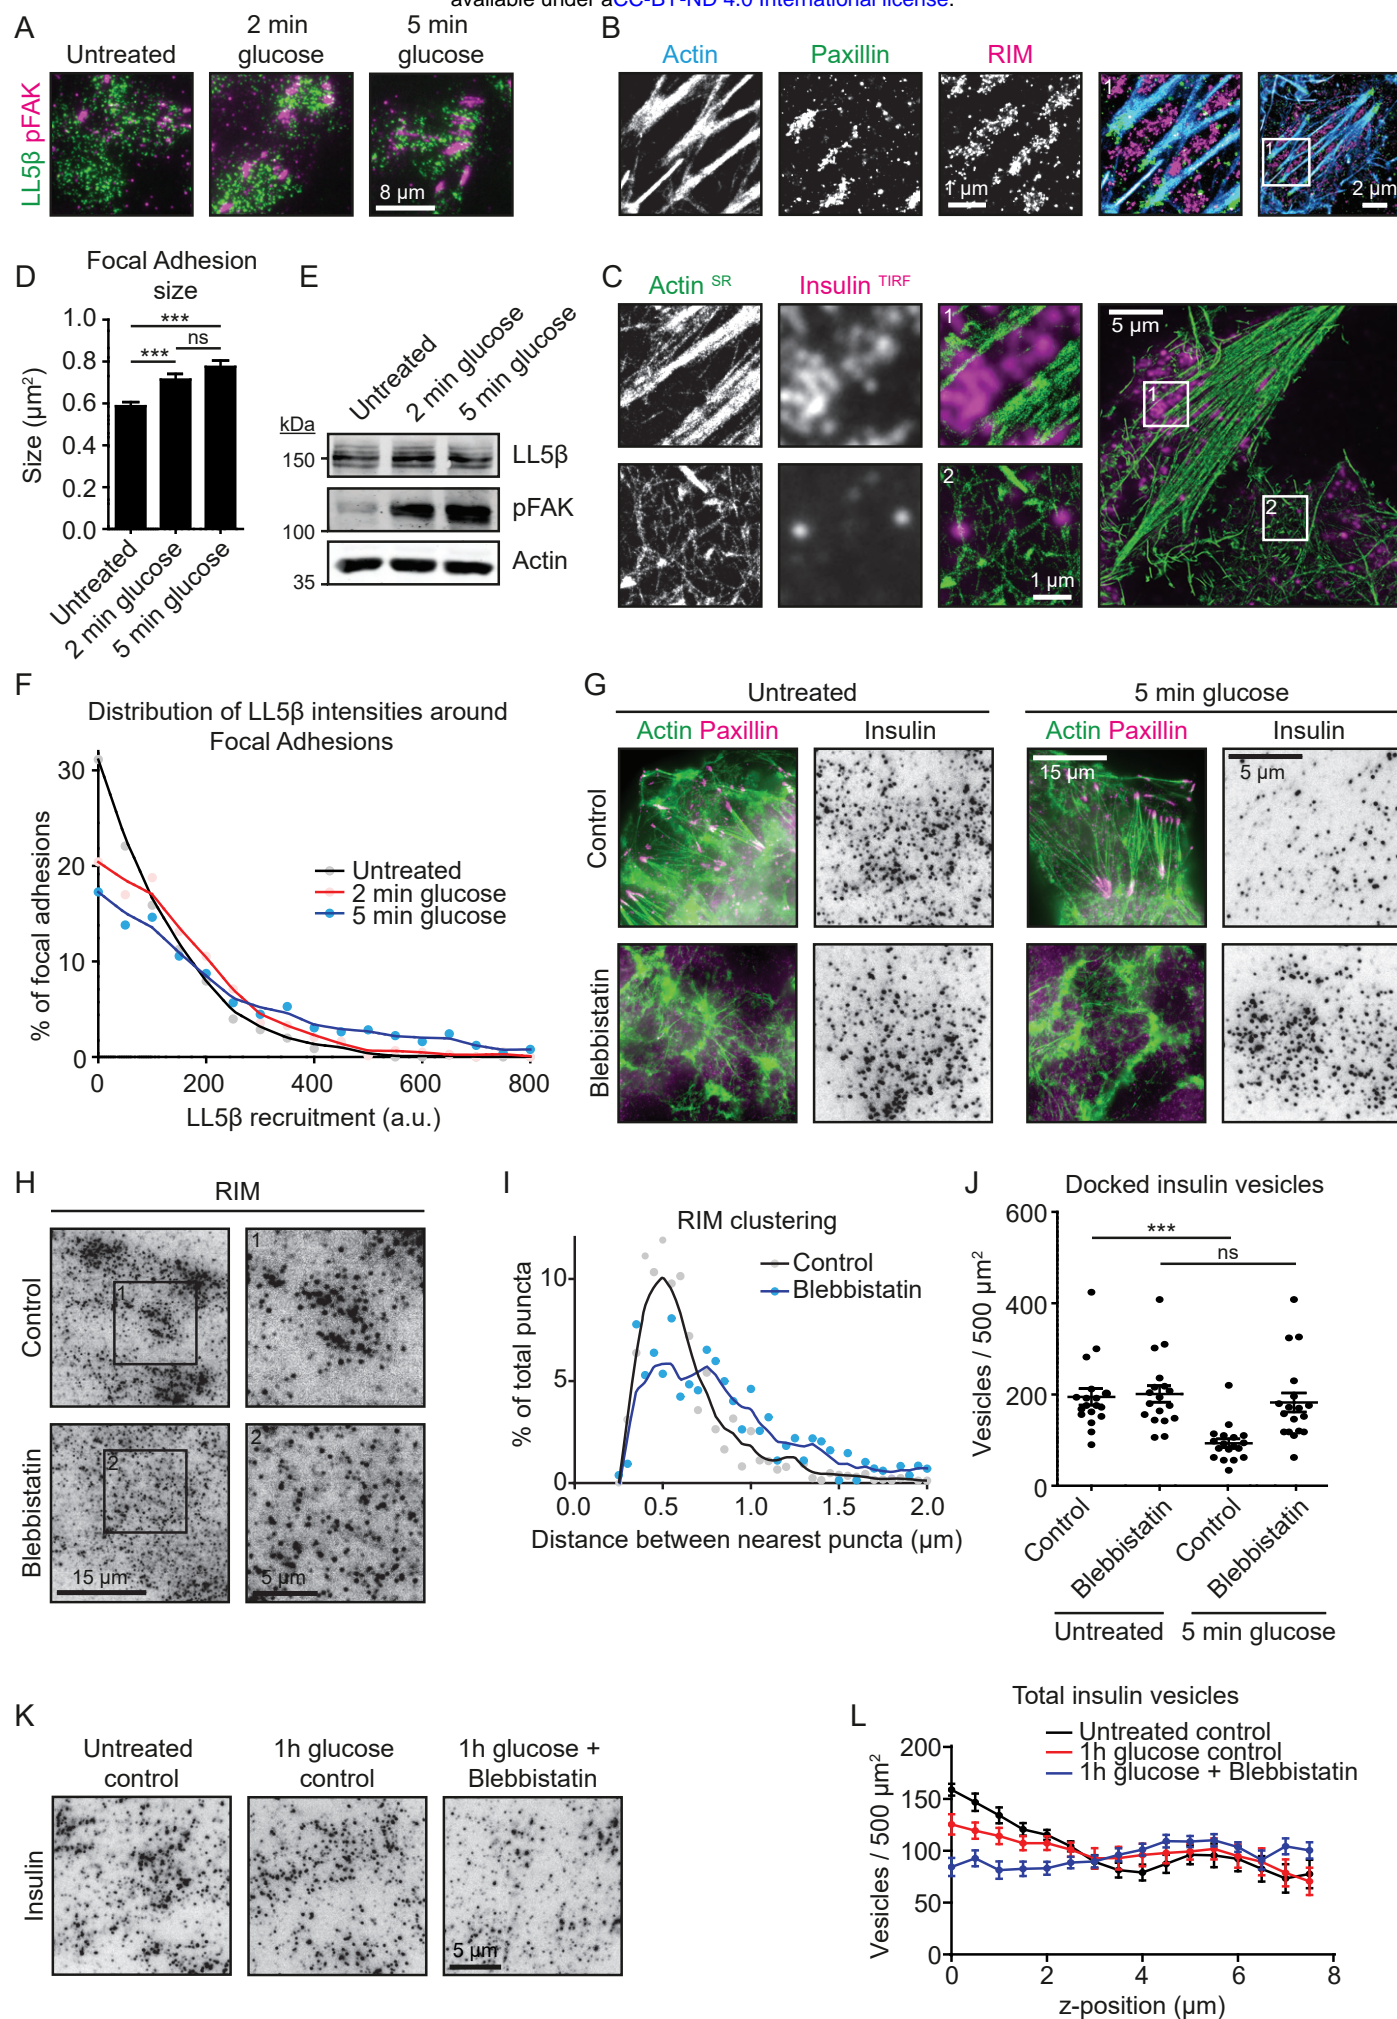 available under aCC-BY-ND 4.0 International license.
A
Untreated
2 min
glucose
5 min
glucose
LL5β pFAK
8 µm
B
Actin
Paxillin
RIM
1 µm
1
1
2 µm
C
Actin SR
Insulin TIRF
1
2
1 µm
5 µm
1
2
D
Focal Adhesion
size
Size (µm²)
1.0
0.8
0.6
0.4
0.2
0.0
***
***
ns
Untreated
2 min glucose
5 min glucose
E
Untreated
2 min glucose
5 min glucose
kDa
150
100
35
LL5β
pFAK
Actin
F
Distribution of LL5β intensities around
Focal Adhesions
% of focal adhesions
30
20
10
0
Untreated
2 min glucose
5 min glucose
0 200 400 600 800
LL5β recruitment (a.u.)
G
Untreated
5 min glucose
Actin Paxillin
Insulin
Actin Paxillin
Insulin
Control
15 µm
5 µm
Blebbistatin
H
RIM
Control
1
1
Blebbistatin
2
2
15 µm
5 µm
I
RIM clustering
Control
Blebbistatin
% of total puncta
10
5
0
0.0 0.5 1.0 1.5 2.0
Distance between nearest puncta (µm)
J
Docked insulin vesicles
Vesicles / 500 µm²
600
400
200
0
***
ns
Control
Blebbistatin
Control
Blebbistatin
Untreated
5 min glucose
K
Untreated
control
1h glucose
control
1h glucose +
Blebbistatin
Insulin
5 µm
L
Total insulin vesicles
Untreated control
1h glucose control
1h glucose + Blebbistatin
Vesicles / 500 µm²
200
150
100
50
0
0 2 4 6 8
z-position (µm)